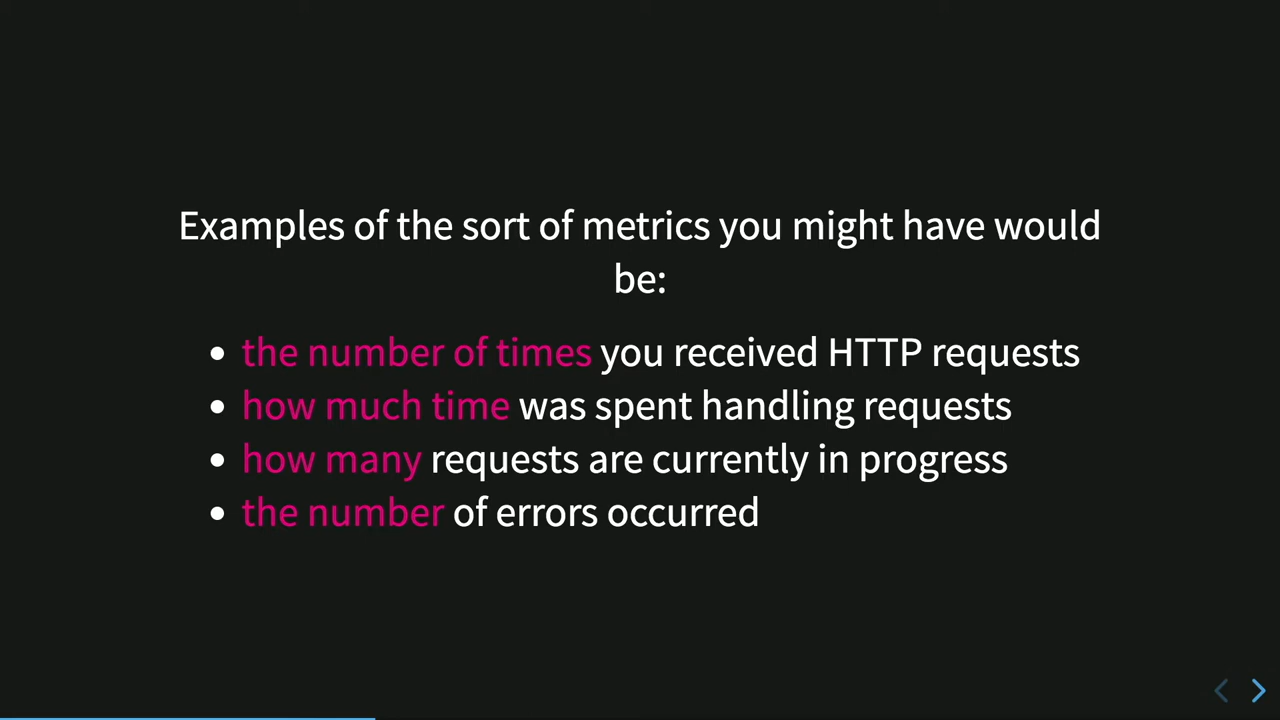 Examples of the sort of metrics you might have would
be:
• the number of times you received HTTP requests
• how much time was spent handling requests
• how many requests are currently in progress
• the number of errors occurred